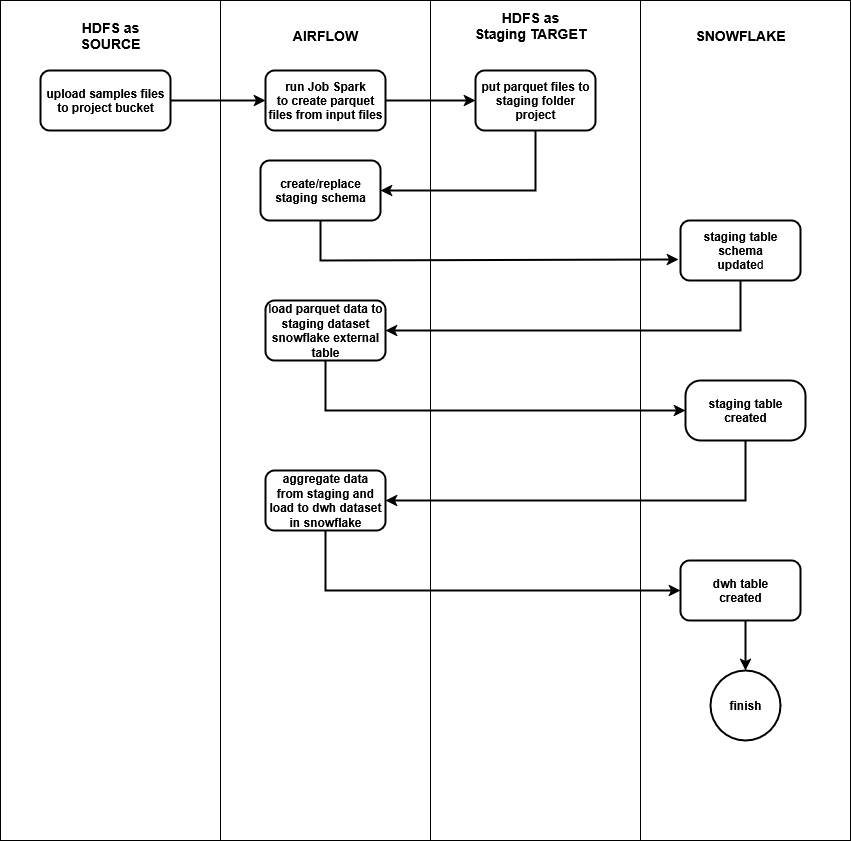 HDFS as
SOURCE
AIRFLOW
HDFS as
Staging TARGET
SNOWFLAKE
upload samples files
to project bucket
run Job Spark
to create parquet
files from input files
put parquet files to
staging folder
project
create/replace
staging schema
staging table
schema
updated
load parquet data to
staging dataset
snowflake external
table
staging table
created
aggregate data
from staging and
load to dwh dataset
in snowflake
dwh table
created
finish